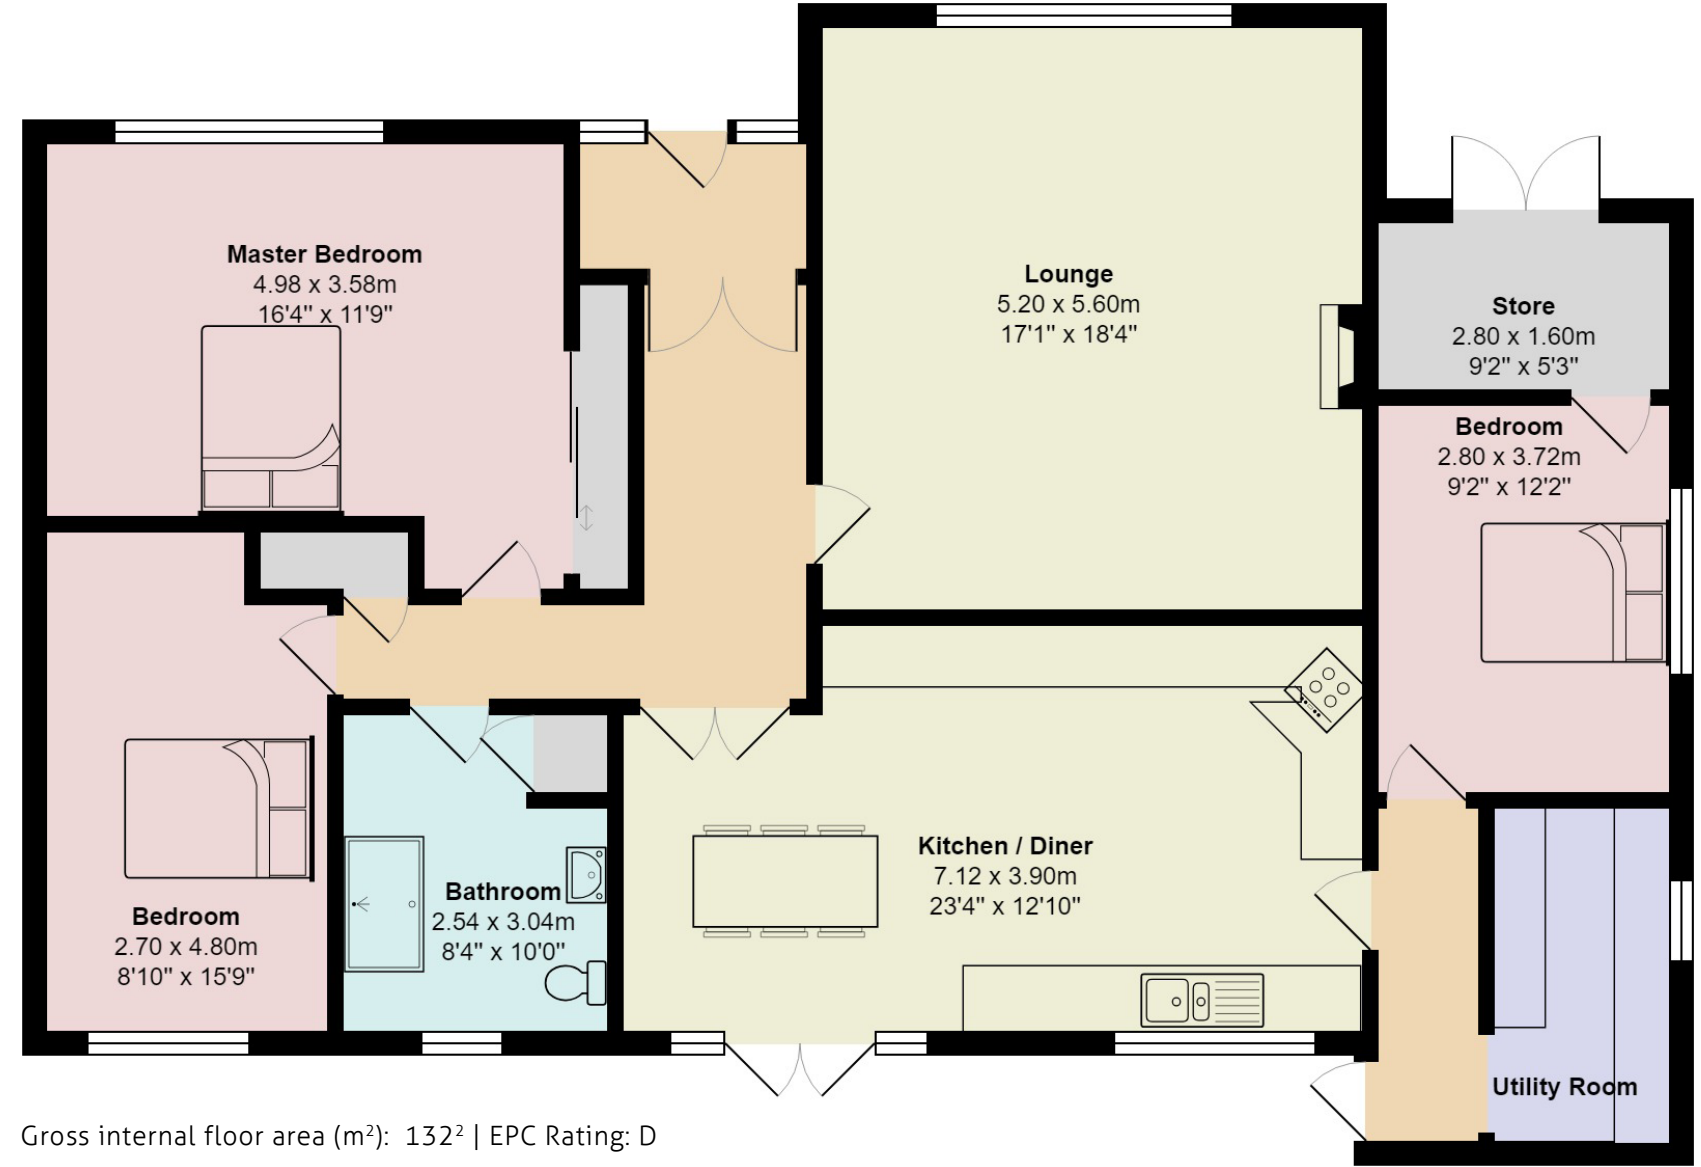 Master Bedroom
4.98 x 3.58m
16'4" x 11'9"
Lounge
5.20 x 5.60m
17'1" x 18'4"
Store
2.80 x 1.60m
9'2" x 5'3"
Bedroom
2.80 x 3.72m
9'2" x 12'2"
Kitchen / Diner
7.12 x 3.90m
23'4" x 12'10"
Bathroom
2.54 x 3.04m
8'4" x 10'0"
Bedroom
2.70 x 4.80m
8'10" x 15'9"
Utility Room
Gross internal floor area (m²): 132² | EPC Rating: D